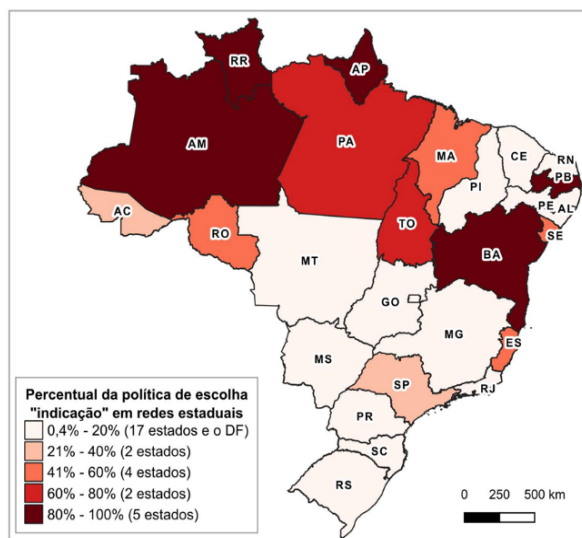 RR
AP
AM
PA
MA
CE
RN
PB
PI
PE
AL
SE
AC
RO
TO
BA
MT
GO
MG
ES
MS
SP
RJ
PR
SC
RS
Percentual da política de escolha
"indicação" em redes estaduais
0,4% - 20% (17 estados e o DF)
21% - 40% (2 estados)
41% - 60% (4 estados)
60% - 80% (2 estados)
80% - 100% (5 estados)
0 250 500 km